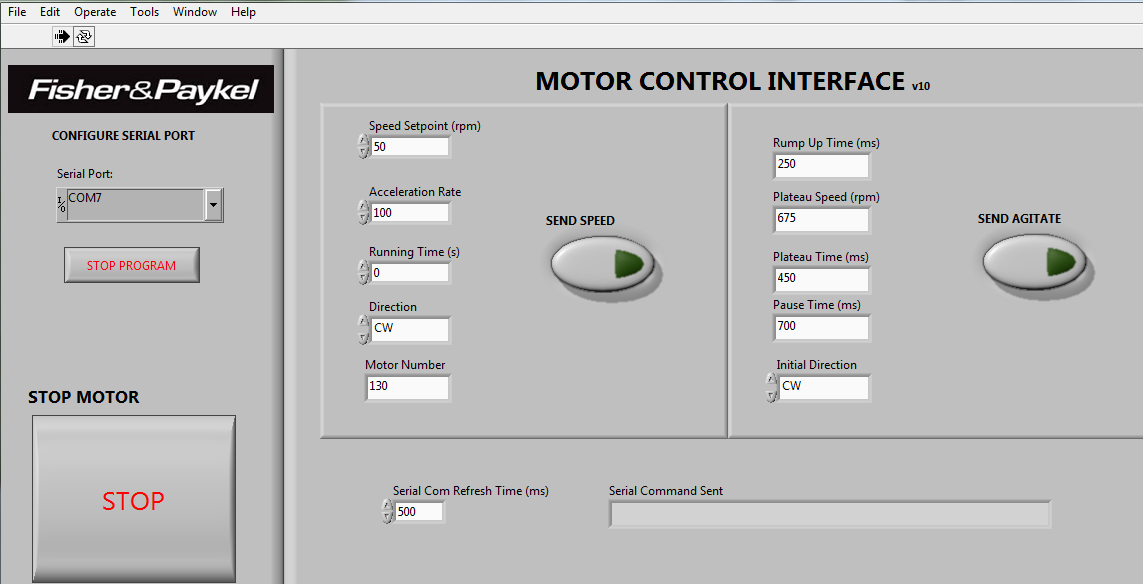 File Edit Operate Tools Window Help
Fisher&Paykel
CONFIGURE SERIAL PORT
Serial Port:
I/O
COM7
STOP PROGRAM
STOP MOTOR
STOP
MOTOR CONTROL INTERFACE v10
Speed Setpoint (rpm)
50
Acceleration Rate
100
Running Time (s)
0
Direction
CW
Motor Number
130
SEND SPEED
Rump Up Time (ms)
250
Plateau Speed (rpm)
675
Plateau Time (ms)
450
Pause Time (ms)
700
Initial Direction
CW
SEND AGITATE
Serial Com Refresh Time (ms)
500
Serial Command Sent